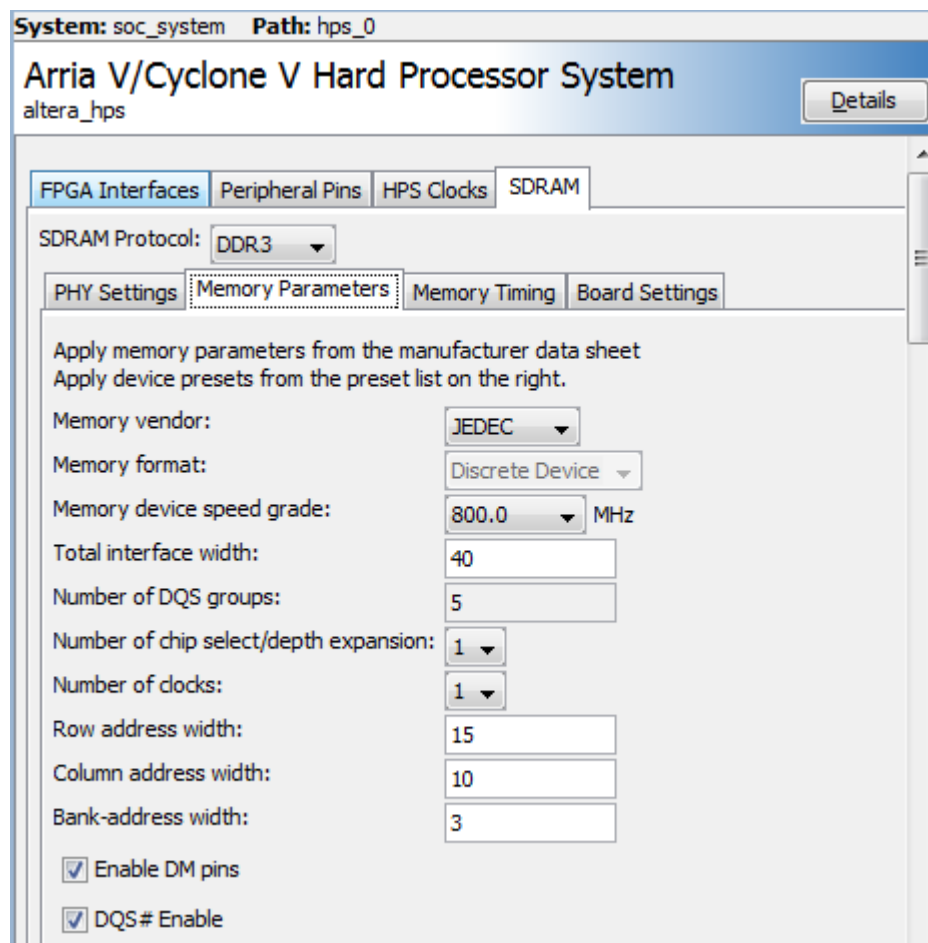 System: soc_system Path: hps_0
Arria V/Cyclone V Hard Processor System
altera_hps
Details
FPGA Interfaces Peripheral Pins HPS Clocks SDRAM
SDRAM Protocol: DDR3
PHY Settings Memory Parameters Memory Timing Board Settings
Apply memory parameters from the manufacturer data sheet
Apply device presets from the preset list on the right.
Memory vendor: JEDEC
Memory format: Discrete Device
Memory device speed grade: 800.0 MHz
Total interface width: 40
Number of DQS groups: 5
Number of chip select/depth expansion: 1
Number of clocks: 1
Row address width: 15
Column address width: 10
Bank-address width: 3
Enable DM pins
DQS# Enable